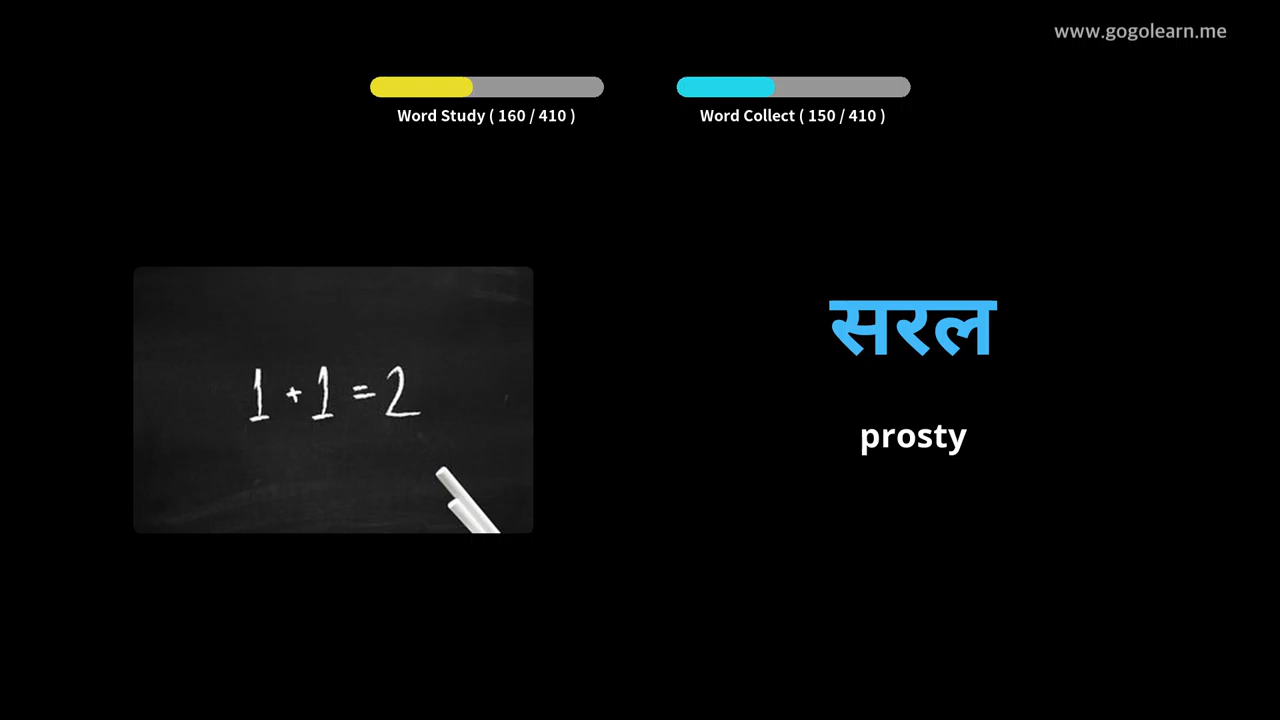 www.gogolearn.me
Word Study ( 160 / 410 )
Word Collect ( 150 / 410 )
1 + 1 = 2
सरल
prosty